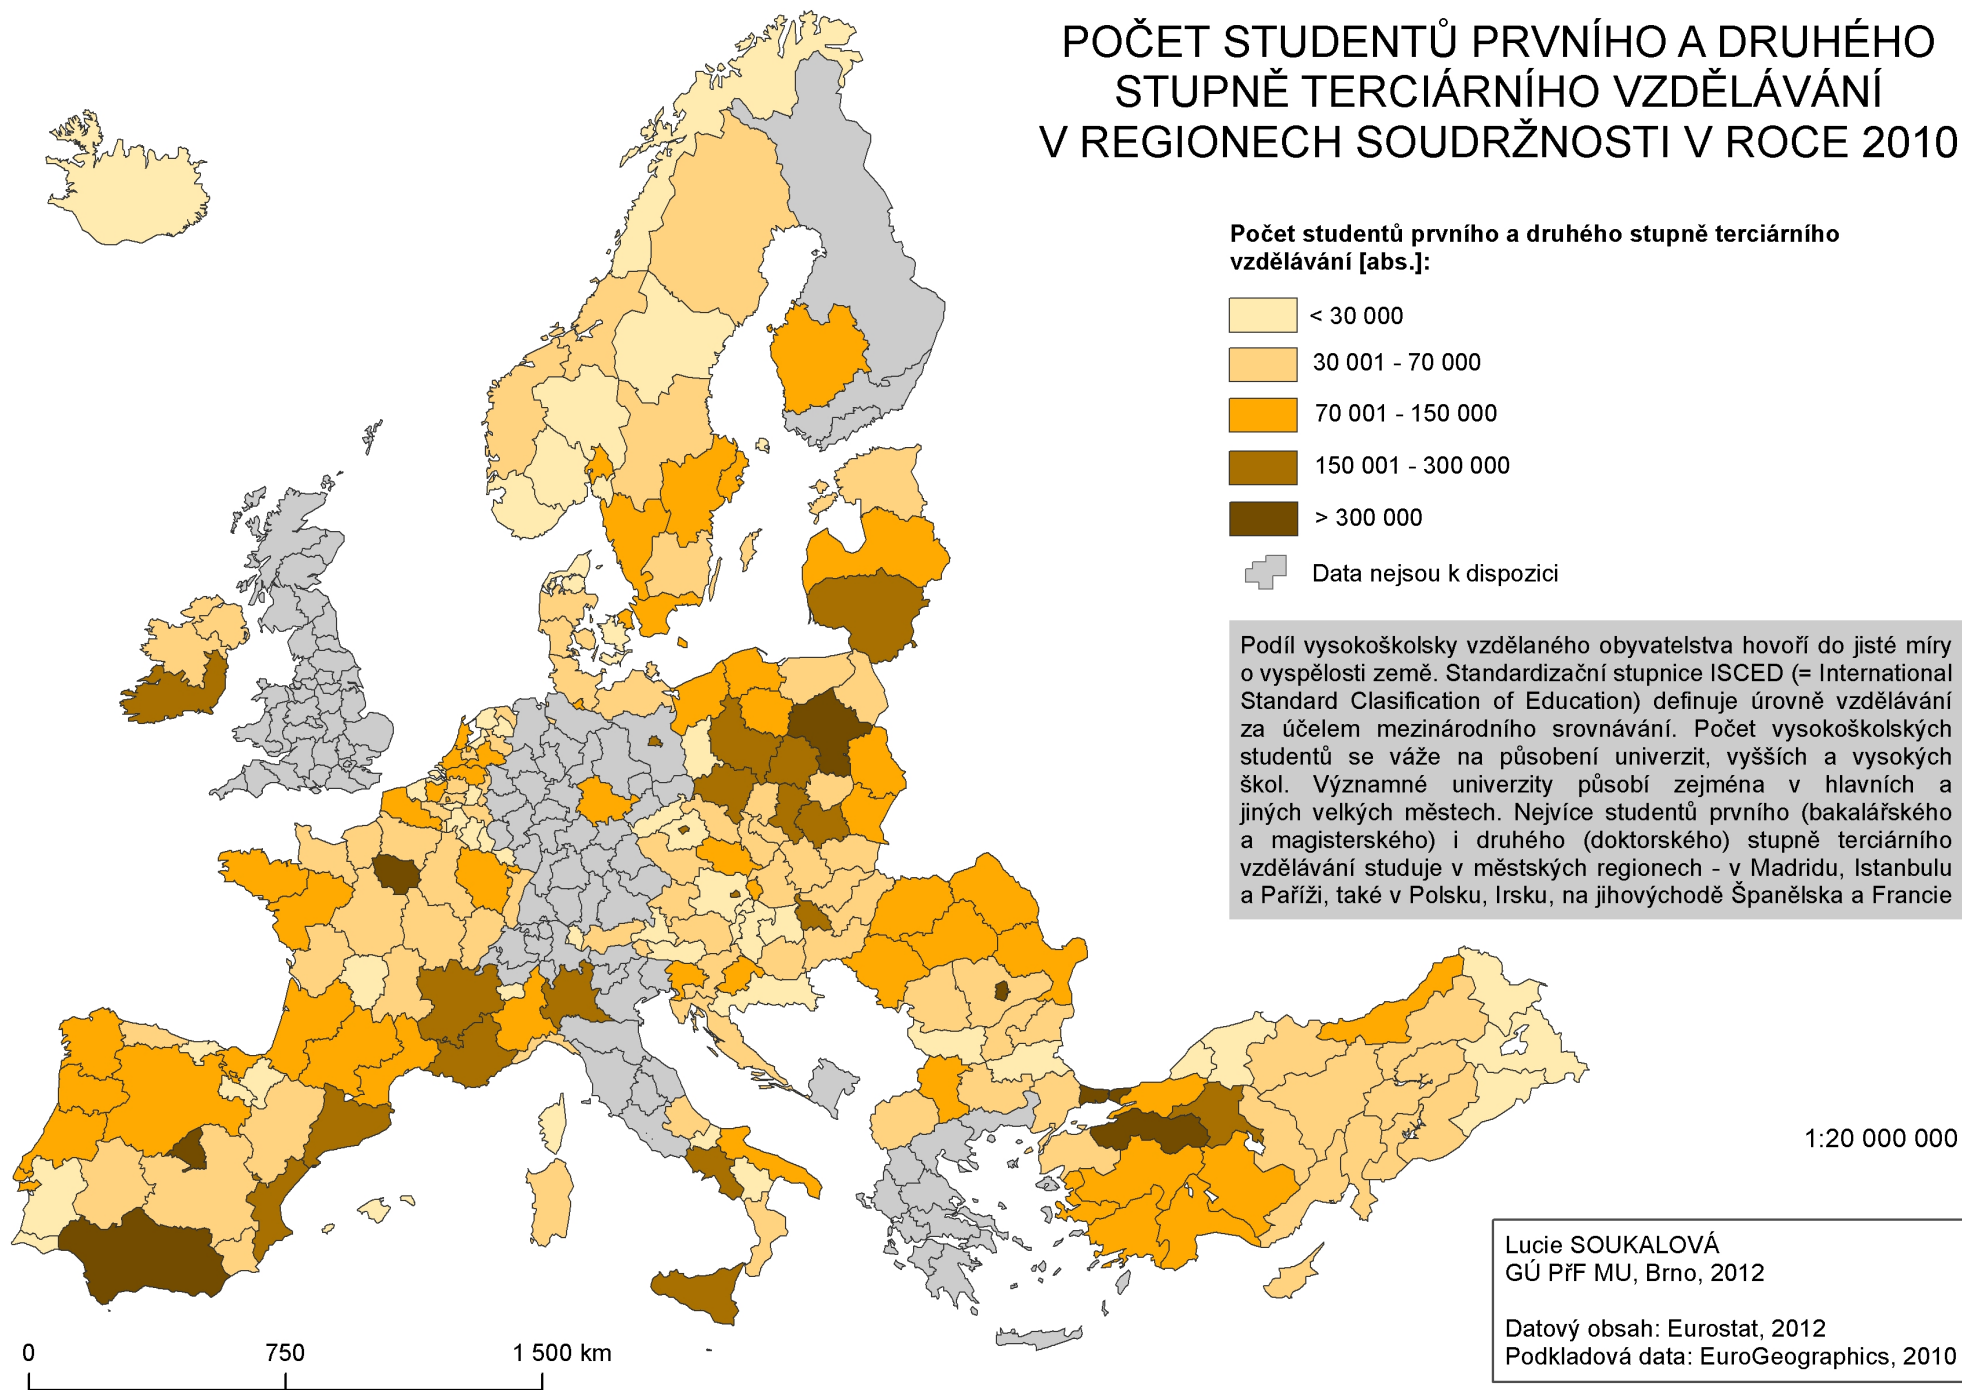 POČET STUDENTŮ PRVNÍHO A DRUHÉHO
STUPNĚ TERCIÁRNÍHO VZDĚLÁVÁNÍ
V REGIONECH SOUDRŽNOSTI V ROCE 2010
Počet studentů prvního a druhého stupně terciárního
vzdělávání [abs.]:
< 30 000
30 001 - 70 000
70 001 - 150 000
150 001 - 300 000
> 300 000
Data nejsou k dispozici
Podíl vysokoškolsky vzdělaného obyvatelstva hovoří do jisté míry
o vyspělosti země. Standardizační stupnice ISCED (= International
Standard Clasification of Education) definuje úrovně vzdělávání
za účelem mezinárodního srovnávání. Počet vysokoškolských
studentů se váže na působení univerzit, vyšších a vysokých
škol. Významné univerzity působí zejména v hlavních a
jiných velkých městech. Nejvíce studentů prvního (bakalářského
a magisterského) i druhého (doktorského) stupně terciárního
vzdělávání studuje v městských regionech - v Madridu, Istanbulu
a Paříži, také v Polsku, Irsku, na jihovýchodě Španělska a Francie
1:20 000 000
Lucie SOUKALOVÁ
GÚ PřF MU, Brno, 2012
Datový obsah: Eurostat, 2012
Podkladová data: EuroGeographics, 2010
0 750 1 500 km